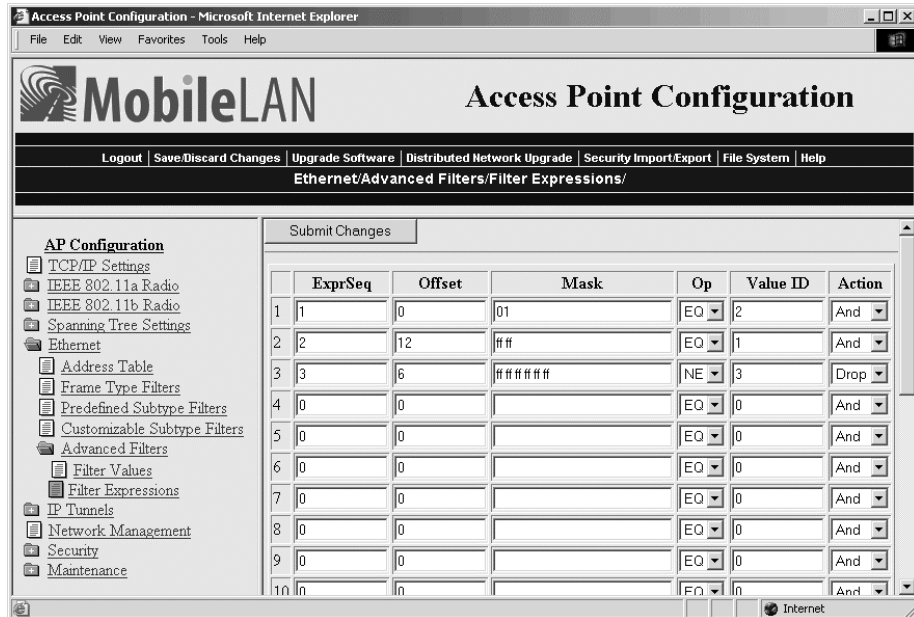 Access Point Configuration - Microsoft Internet Explorer
File Edit View Favorites Tools Help
MobileLAN
Access Point Configuration
Logout | Save/Discard Changes | Upgrade Software | Distributed Network Upgrade | Security Import/Export | File System | Help
Ethernet/Advanced Filters/Filter Expressions/
AP Configuration
TCP/IP Settings
IEEE 802.11a Radio
IEEE 802.11b Radio
Spanning Tree Settings
Ethernet
Address Table
Frame Type Filters
Predefined Subtype Filters
Customizable Subtype Filters
Advanced Filters
Filter Values
Filter Expressions
IP Tunnels
Network Management
Security
Maintenance
Submit Changes
ExprSeq Offset Mask Op Value ID Action
1 1 0 01 EQ 2 And
2 2 12 ff ff EQ 1 And
3 3 6 ff ff ff ff ff ff NE 3 Drop
4 0 0 EQ 0 And
5 0 0 EQ 0 And
6 0 0 EQ 0 And
7 0 0 EQ 0 And
8 0 0 EQ 0 And
9 0 0 EQ 0 And
10 0 0 EQ 0 And
Internet